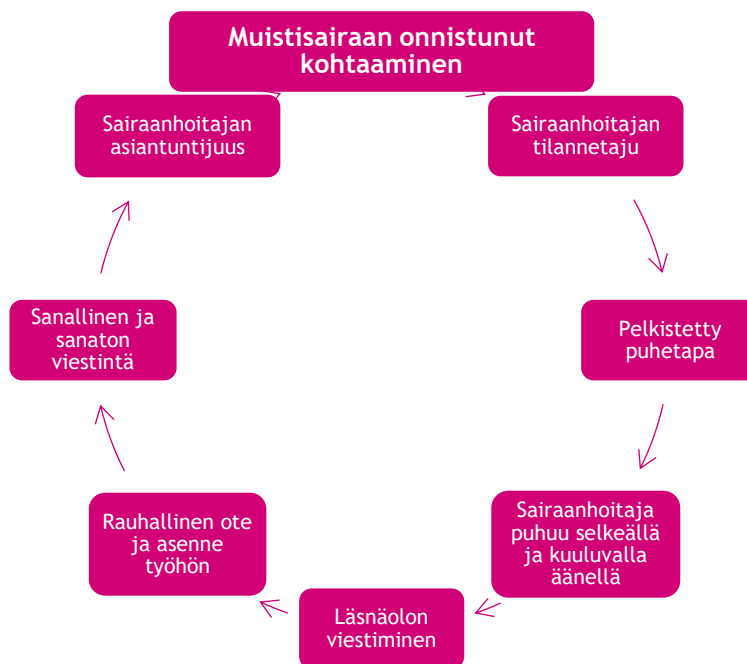 Muistisairaan onnistunut
kohtaaminen
Sairaanhoitajan
tilannetaju
Pelkistetty
puhetapa
Sairaanhoitaja
puhuu selkeällä
ja kuuluvalla
äänellä
Läsnäolon
viestiminen
Rauhallinen ote
ja asenne
työhön
Sanallinen ja
sanaton
viestintä
Sairaanhoitajan
asiantuntijuus